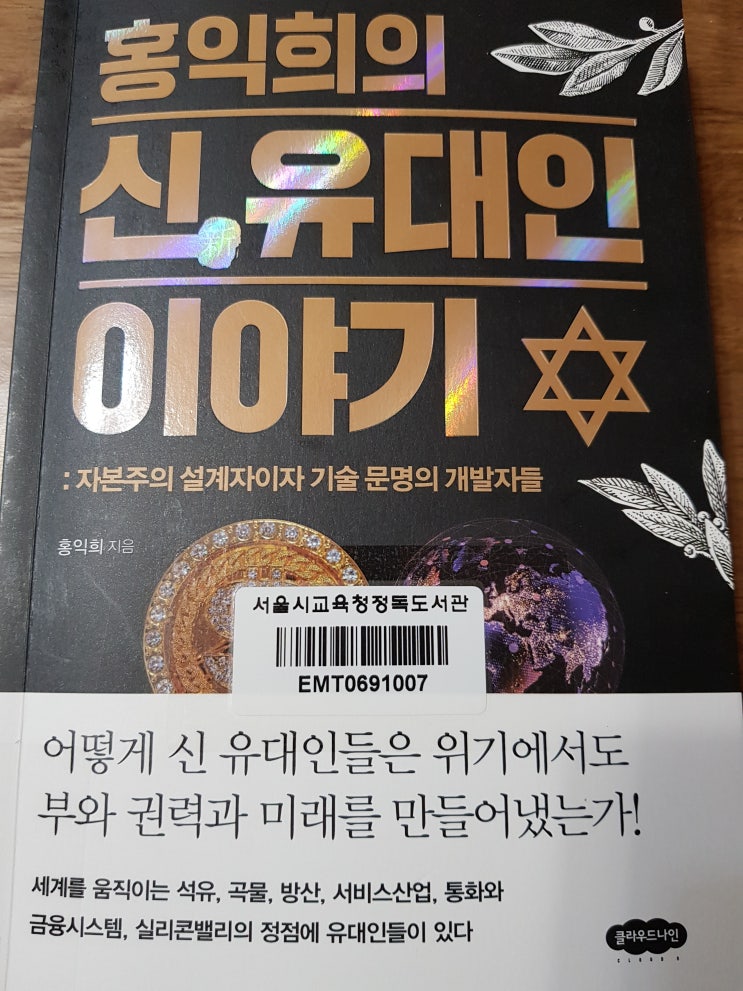 홍익희의
신新유대인
이야기
: 자본주의 설계자이자 기술 문명의 개발자들
홍익희 지음
서울시교육청정독도서관
EMT0691007
어떻게 신 유대인들은 위기에서도
부와 권력과 미래를 만들어냈는가!
세계를 움직이는 석유, 곡물, 방산, 서비스산업, 통화와
금융시스템, 실리콘밸리의 정점에 유대인들이 있다
클라우드나인
CLOUD 9